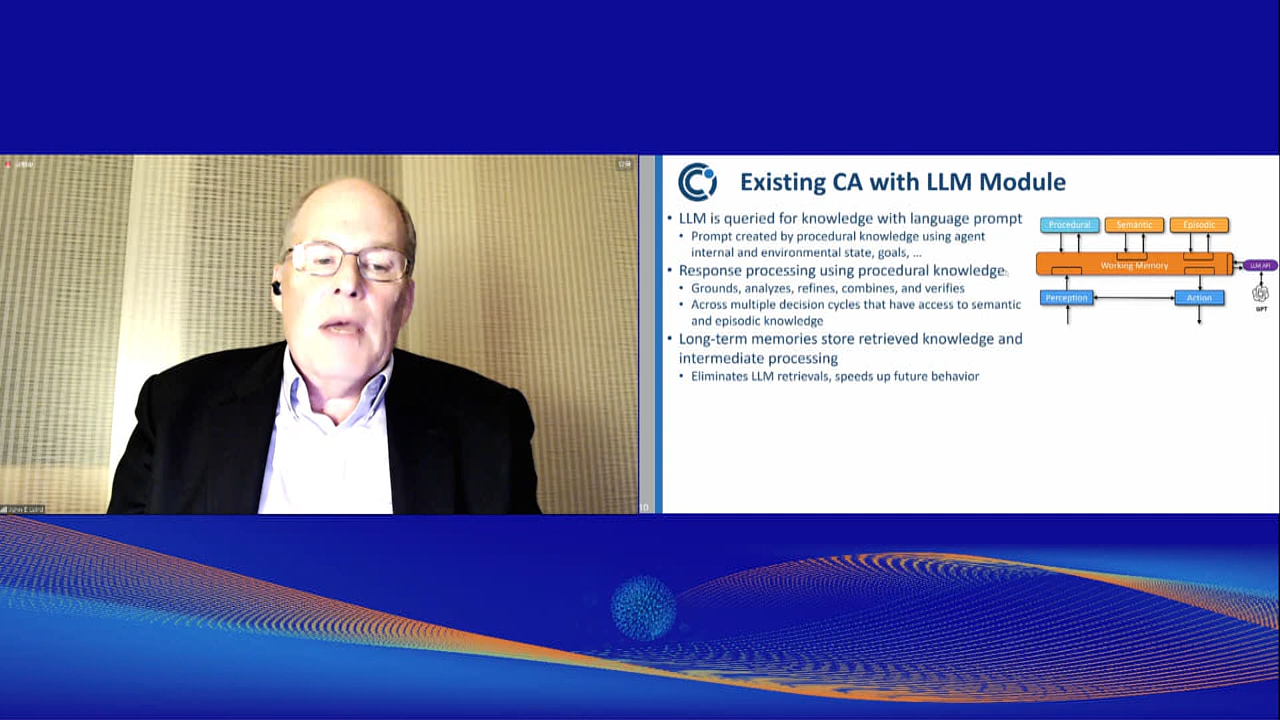 John E Laird
10
Existing CA with LLM Module
• LLM is queried for knowledge with language prompt
• Prompt created by procedural knowledge using agent
internal and environmental state, goals, ...
• Response processing using procedural knowledge
• Grounds, analyzes, refines, combines, and verifies
• Across multiple decision cycles that have access to semantic
and episodic knowledge
• Long-term memories store retrieved knowledge and
intermediate processing
• Eliminates LLM retrievals, speeds up future behavior
Procedural
Semantic
Episodic
Working Memory
LLM API
Perception
Action
GPT